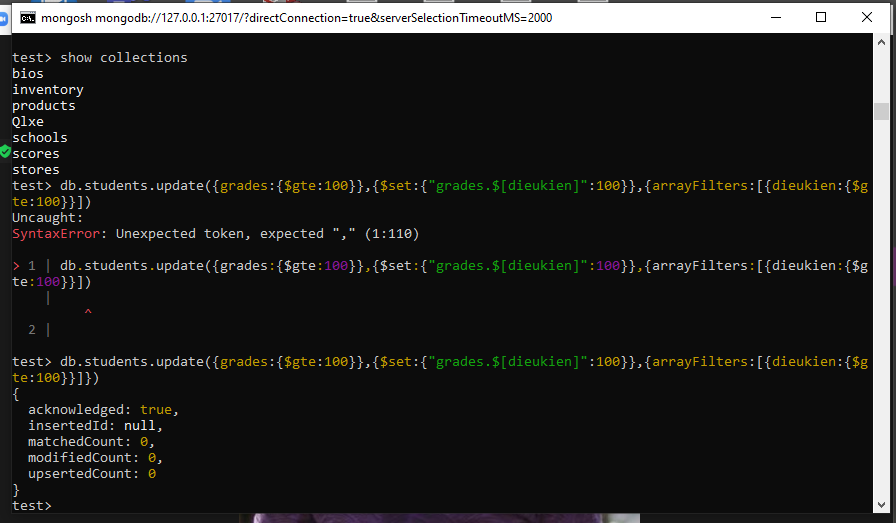 mongosh mongodb://127.0.0.1:27017/?directConnection=true&serverSelectionTimeoutMS=2000
test> show collections
bios
inventory
products
Qlxe
schools
scores
stores
test> db.students.update({grades:{$gte:100}},{$set:{"grades.$[dieukien]":100}},{arrayFilters:[{dieukien:{$g
te:100}}])
Uncaught:
SyntaxError: Unexpected token, expected "," (1:110)
> 1 | db.students.update({grades:{$gte:100}},{$set:{"grades.$[dieukien]":100}},{arrayFilters:[{dieukien:{$g
te:100}}])
|
^
2 |
test> db.students.update({grades:{$gte:100}},{$set:{"grades.$[dieukien]":100}},{arrayFilters:[{dieukien:{$g
te:100}}]})
{
acknowledged: true,
insertedId: null,
matchedCount: 0,
modifiedCount: 0,
upsertedCount: 0
}
test>